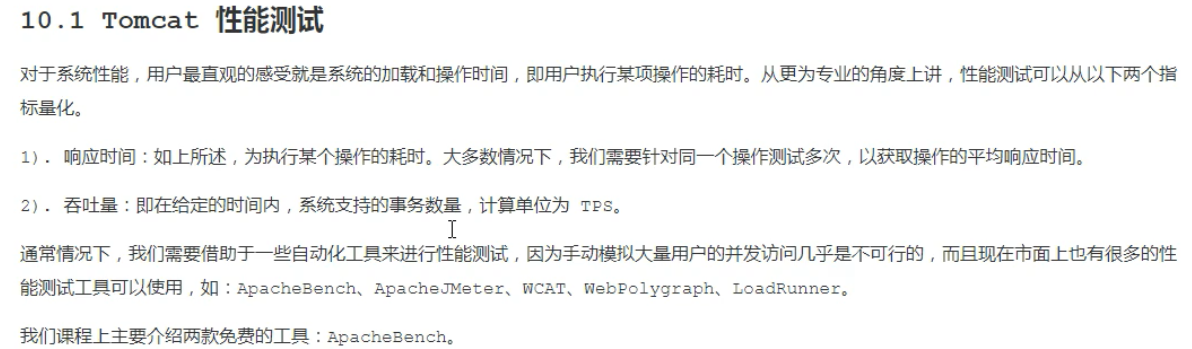 10.1 Tomcat 性能测试
对于系统性能，用户最直观的感受就是系统的加载和操作时间，即用户执行某项操作的耗时。从更为专业的角度上讲，性能测试可以从以下两个指
标量化。
1). 响应时间：如上所述，为执行某个操作的耗时。大多数情况下，我们需要针对同一个操作测试多次，以获取操作的平均响应时间。
2). 吞吐量：即在给定的时间内，系统支持的事务数量，计算单位为 TPS。
通常情况下，我们需要借助于一些自动化工具来进行性能测试，因为手动模拟大量用户的并发访问几乎是不可行的，而且现在市面上也有很多的性
能测试工具可以使用，如：ApacheBench、ApacheJMeter、WCAT、WebPolygraph、LoadRunner。
我们课程上主要介绍两款免费的工具：ApacheBench。